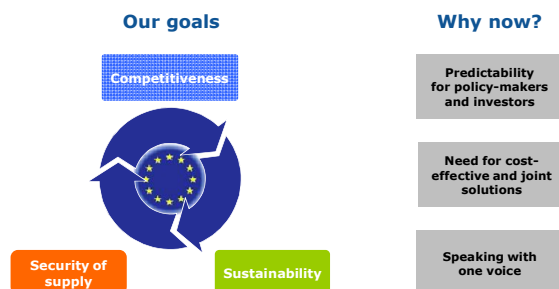 Our goals
Competitiveness
Security of
supply
Sustainability
Why now?
Predictability
for policy-makers
and investors
Need for cost-
effective and joint
solutions
Speaking with
one voice